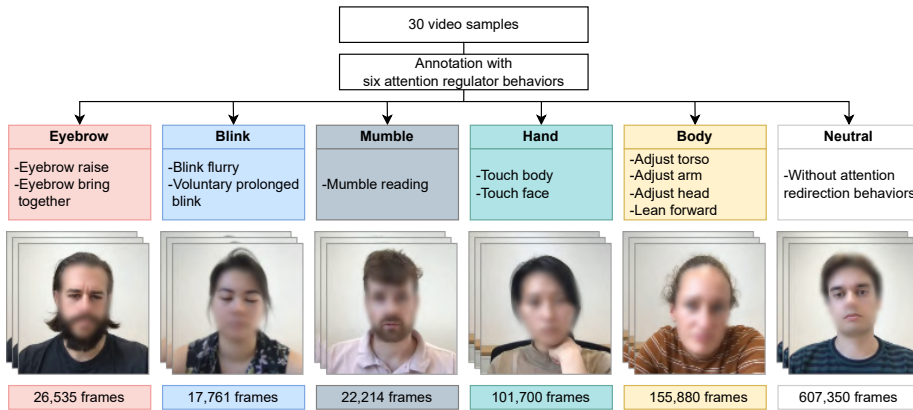 30 video samples
Annotation with
six attention regulator behaviors
Eyebrow
-Eyebrow raise
-Eyebrow bring
together
Blink
-Blink flurry
-Voluntary prolonged
blink
Mumble
-Mumble reading
Hand
-Touch body
-Touch face
Body
-Adjust torso
-Adjust arm
-Adjust head
-Lean forward
Neutral
-Without attention
redirection behaviors
26,535 frames
17,761 frames
22,214 frames
101,700 frames
155,880 frames
607,350 frames